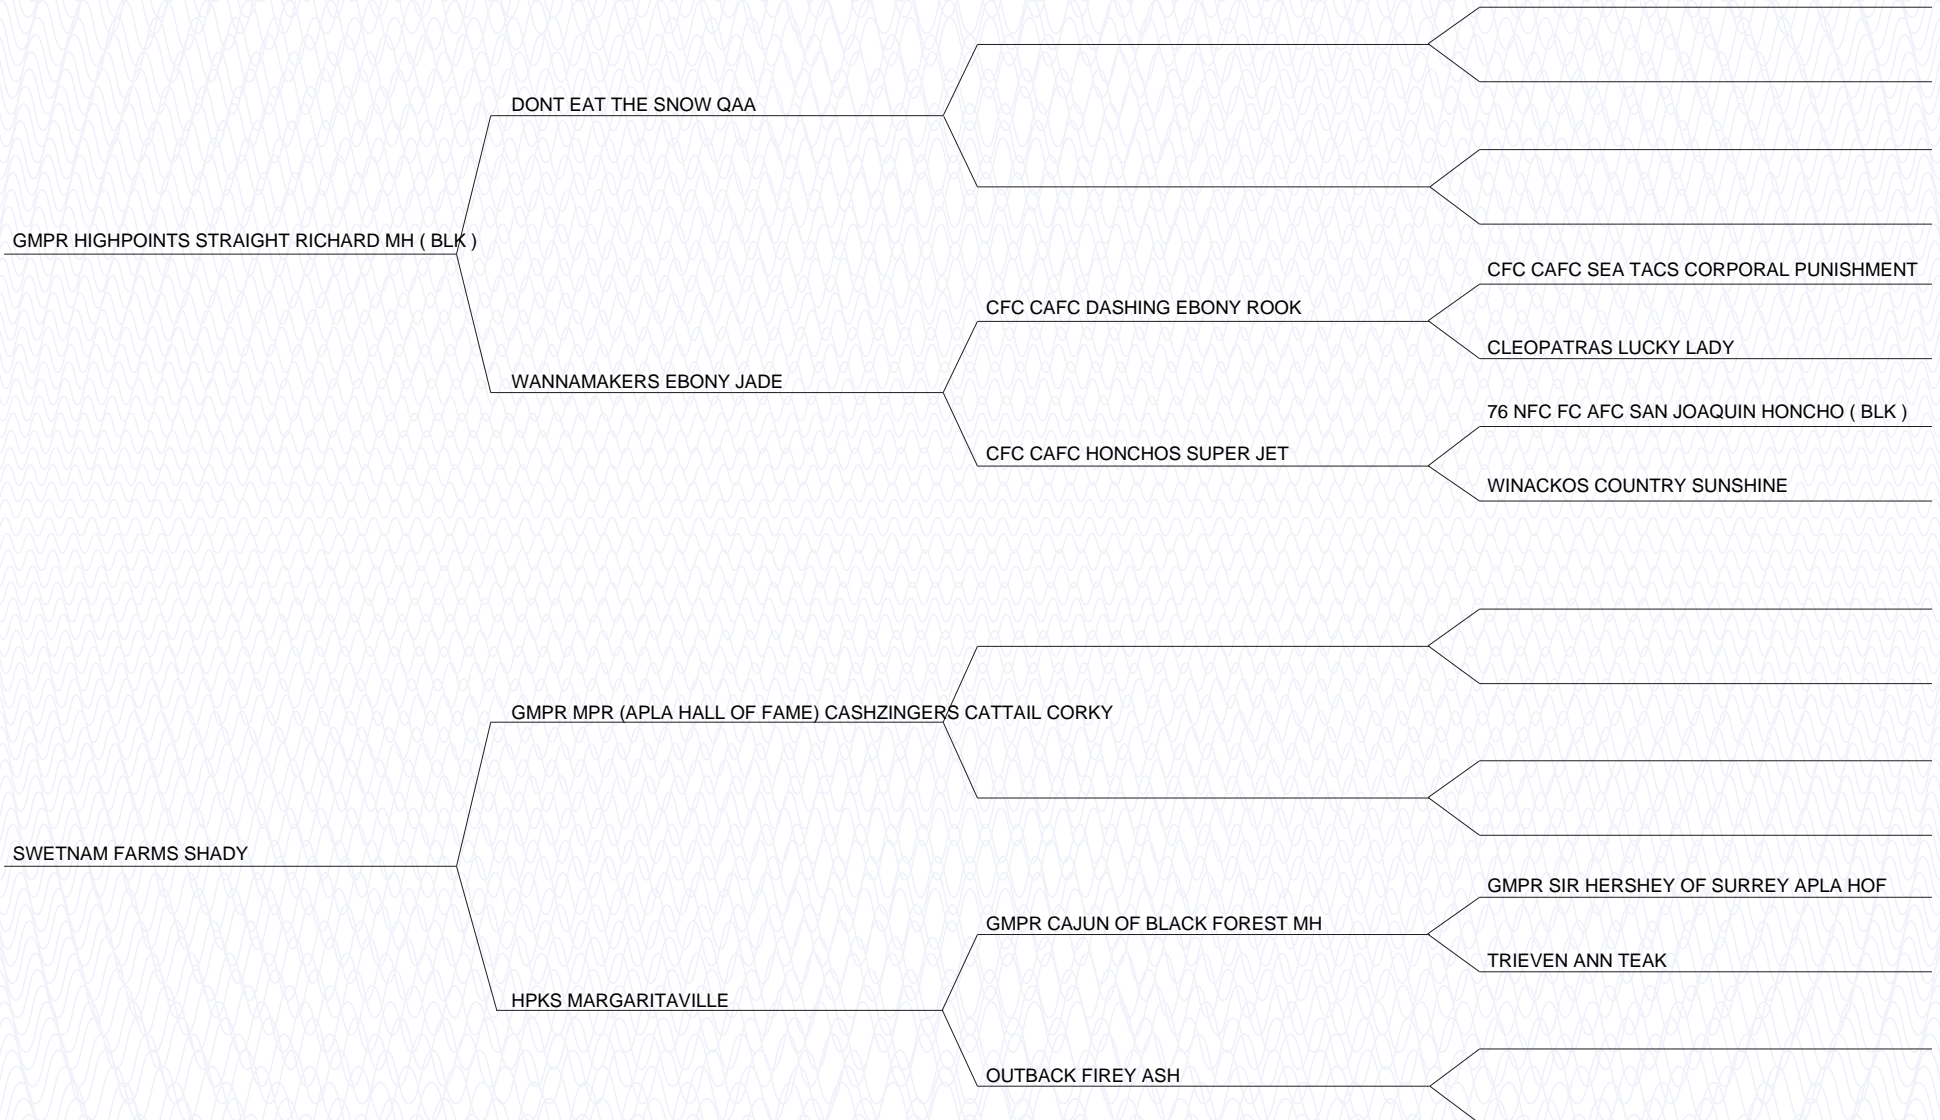 DONT EAT THE SNOW QAA
GMPR HIGHPOINTS STRAIGHT RICHARD MH ( BLK )
CFC CAFC SEA TACS CORPORAL PUNISHMENT
CFC CAFC DASHING EBONY ROOK
CLEOPATRAS LUCKY LADY
WANNAMAKERS EBONY JADE
76 NFC FC AFC SAN JOAQUIN HONCHO ( BLK )
CFC CAFC HONCHOS SUPER JET
WINACKOS COUNTRY SUNSHINE
GMPR MPR (APLA HALL OF FAME) CASHZINGERS CATTAIL CORKY
SWETNAM FARMS SHADY
GMPR SIR HERSHEY OF SURREY APLA HOF
GMPR CAJUN OF BLACK FOREST MH
TRIEVEN ANN TEAK
HPKS MARGARITAVILLE
OUTBACK FIREY ASH